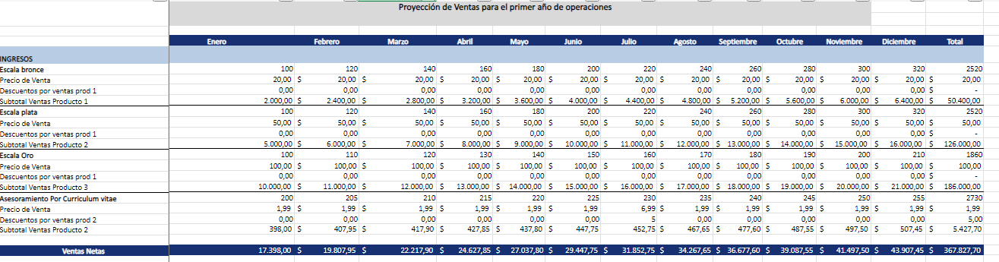 Proyección de Ventas para el primer año de operaciones
Enero Febrero Marzo Abril Mayo Junio Julio Agosto Septiembre Octubre Noviembre Diciembre Total
INGRESOS
Escala bronce 100 120 140 160 180 200 220 240 260 280 300 320 2520
Precio de Venta 20,00 $ 20,00 $ 20,00 $ 20,00 $ 20,00 $ 20,00 $ 20,00 $ 20,00 $ 20,00 $ 20,00 $ 20,00 $ 20,00 $ 20,00
Descuentos por ventas prod 1 0,00 0,00 0,00 0,00 0,00 0,00 0,00 0,00 0,00 0,00 0,00 0,00 $ -
Subtotal Ventas Producto 1 2.000,00 $ 2.400,00 $ 2.800,00 $ 3.200,00 $ 3.600,00 $ 4.000,00 $ 4.400,00 $ 4.800,00 $ 5.200,00 $ 5.600,00 $ 6.000,00 $ 6.400,00 $ 50.400,00
Escala plata 100 120 140 160 180 200 220 240 260 280 300 320 2520
Precio de Venta 50,00 $ 50,00 $ 50,00 $ 50,00 $ 50,00 $ 50,00 $ 50,00 $ 50,00 $ 50,00 $ 50,00 $ 50,00 $ 50,00 $ 50,00
Descuentos por ventas prod 1 0,00 0,00 0,00 0,00 0,00 0,00 0,00 0,00 0,00 0,00 0,00 0,00 $ -
Subtotal Ventas Producto 2 5.000,00 $ 6.000,00 $ 7.000,00 $ 8.000,00 $ 9.000,00 $ 10.000,00 $ 11.000,00 $ 12.000,00 $ 13.000,00 $ 14.000,00 $ 15.000,00 $ 16.000,00 $ 126.000,00
Escala Oro 100 110 120 130 140 150 160 170 180 190 200 210 1860
Precio de Venta 100,00 $ 100,00 $ 100,00 $ 100,00 $ 100,00 $ 100,00 $ 100,00 $ 100,00 $ 100,00 $ 100,00 $ 100,00 $ 100,00 $ 100,00
Descuentos por ventas prod 1 0,00 0,00 0,00 0,00 0,00 0,00 0,00 0,00 0,00 0,00 0,00 0,00 $ -
Subtotal Ventas Producto 3 10.000,00 $ 11.000,00 $ 12.000,00 $ 13.000,00 $ 14.000,00 $ 15.000,00 $ 16.000,00 $ 17.000,00 $ 18.000,00 $ 19.000,00 $ 20.000,00 $ 21.000,00 $ 186.000,00
Asesoramiento Por Curriculum vitae 200 205 210 215 220 225 230 235 240 245 250 255 2730
Precio de Venta 1,99 $ 1,99 $ 1,99 $ 1,99 $ 1,99 $ 1,99 $ 6,99 $ 1,99 $ 1,99 $ 1,99 $ 1,99 $ 1,99 $ 1,99
Descuentos por ventas prod 2 0,00 0,00 0,00 0,00 0,00 0,00 5 0,00 0,00 0,00 0,00 0,00 5,00
Subtotal Ventas Producto 2 398,00 $ 407,95 $ 417,90 $ 427,85 $ 437,80 $ 447,75 $ 452,75 $ 467,65 $ 477,60 $ 487,55 $ 497,50 $ 507,45 $ 5.427,70
Ventas Netas 17.398,00 $ 19.807,95 $ 22.217,90 $ 24.627,85 $ 27.037,80 $ 29.447,75 $ 31.852,75 $ 34.267,65 $ 36.677,60 $ 39.087,55 $ 41.497,50 $ 43.907,45 $ 367.827,70